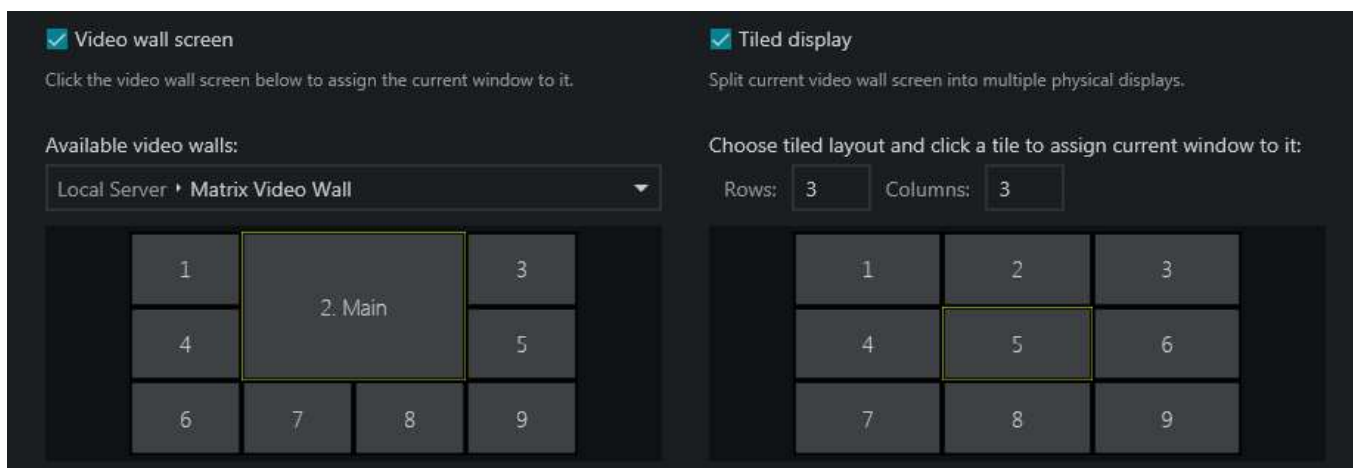 Video wall screen
Click the video wall screen below to assign the current window to it.
Available video walls:
Local Server ‣ Matrix Video Wall
1
2. Main
3
4
5
6 7 8 9
Tiled display
Split current video wall screen into multiple physical displays.
Choose tiled layout and click a tile to assign current window to it:
Rows: 3 Columns: 3
1 2 3
4 5 6
7 8 9